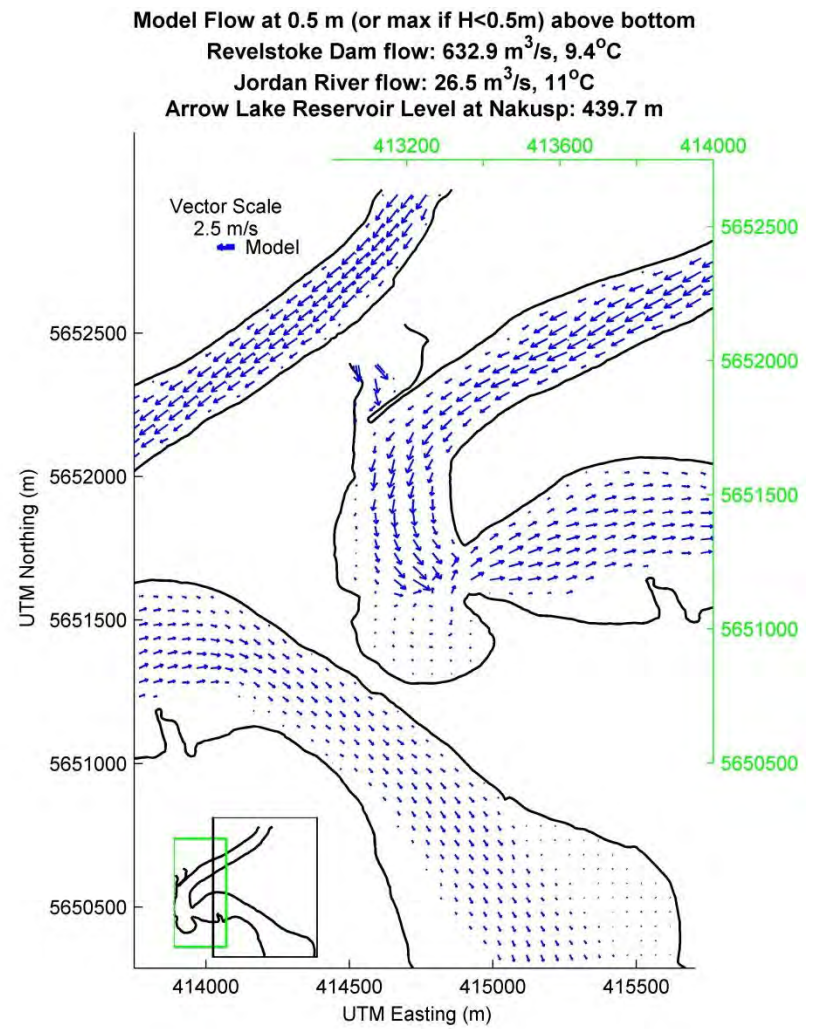 Model Flow at 0.5 m (or max if H<0.5m) above bottom
Revelstoke Dam flow: 632.9 m³/s, 9.4°C
Jordan River flow: 26.5 m³/s, 11°C
Arrow Lake Reservoir Level at Nakusp: 439.7 m
413200 413600 414000
Vector Scale
2.5 m/s
Model
5652500
5652000
5651500
5651000
5650500
5652500
5652000
5651500
5651000
5650500
UTM Northing (m)
414000 414500 415000 415500
UTM Easting (m)